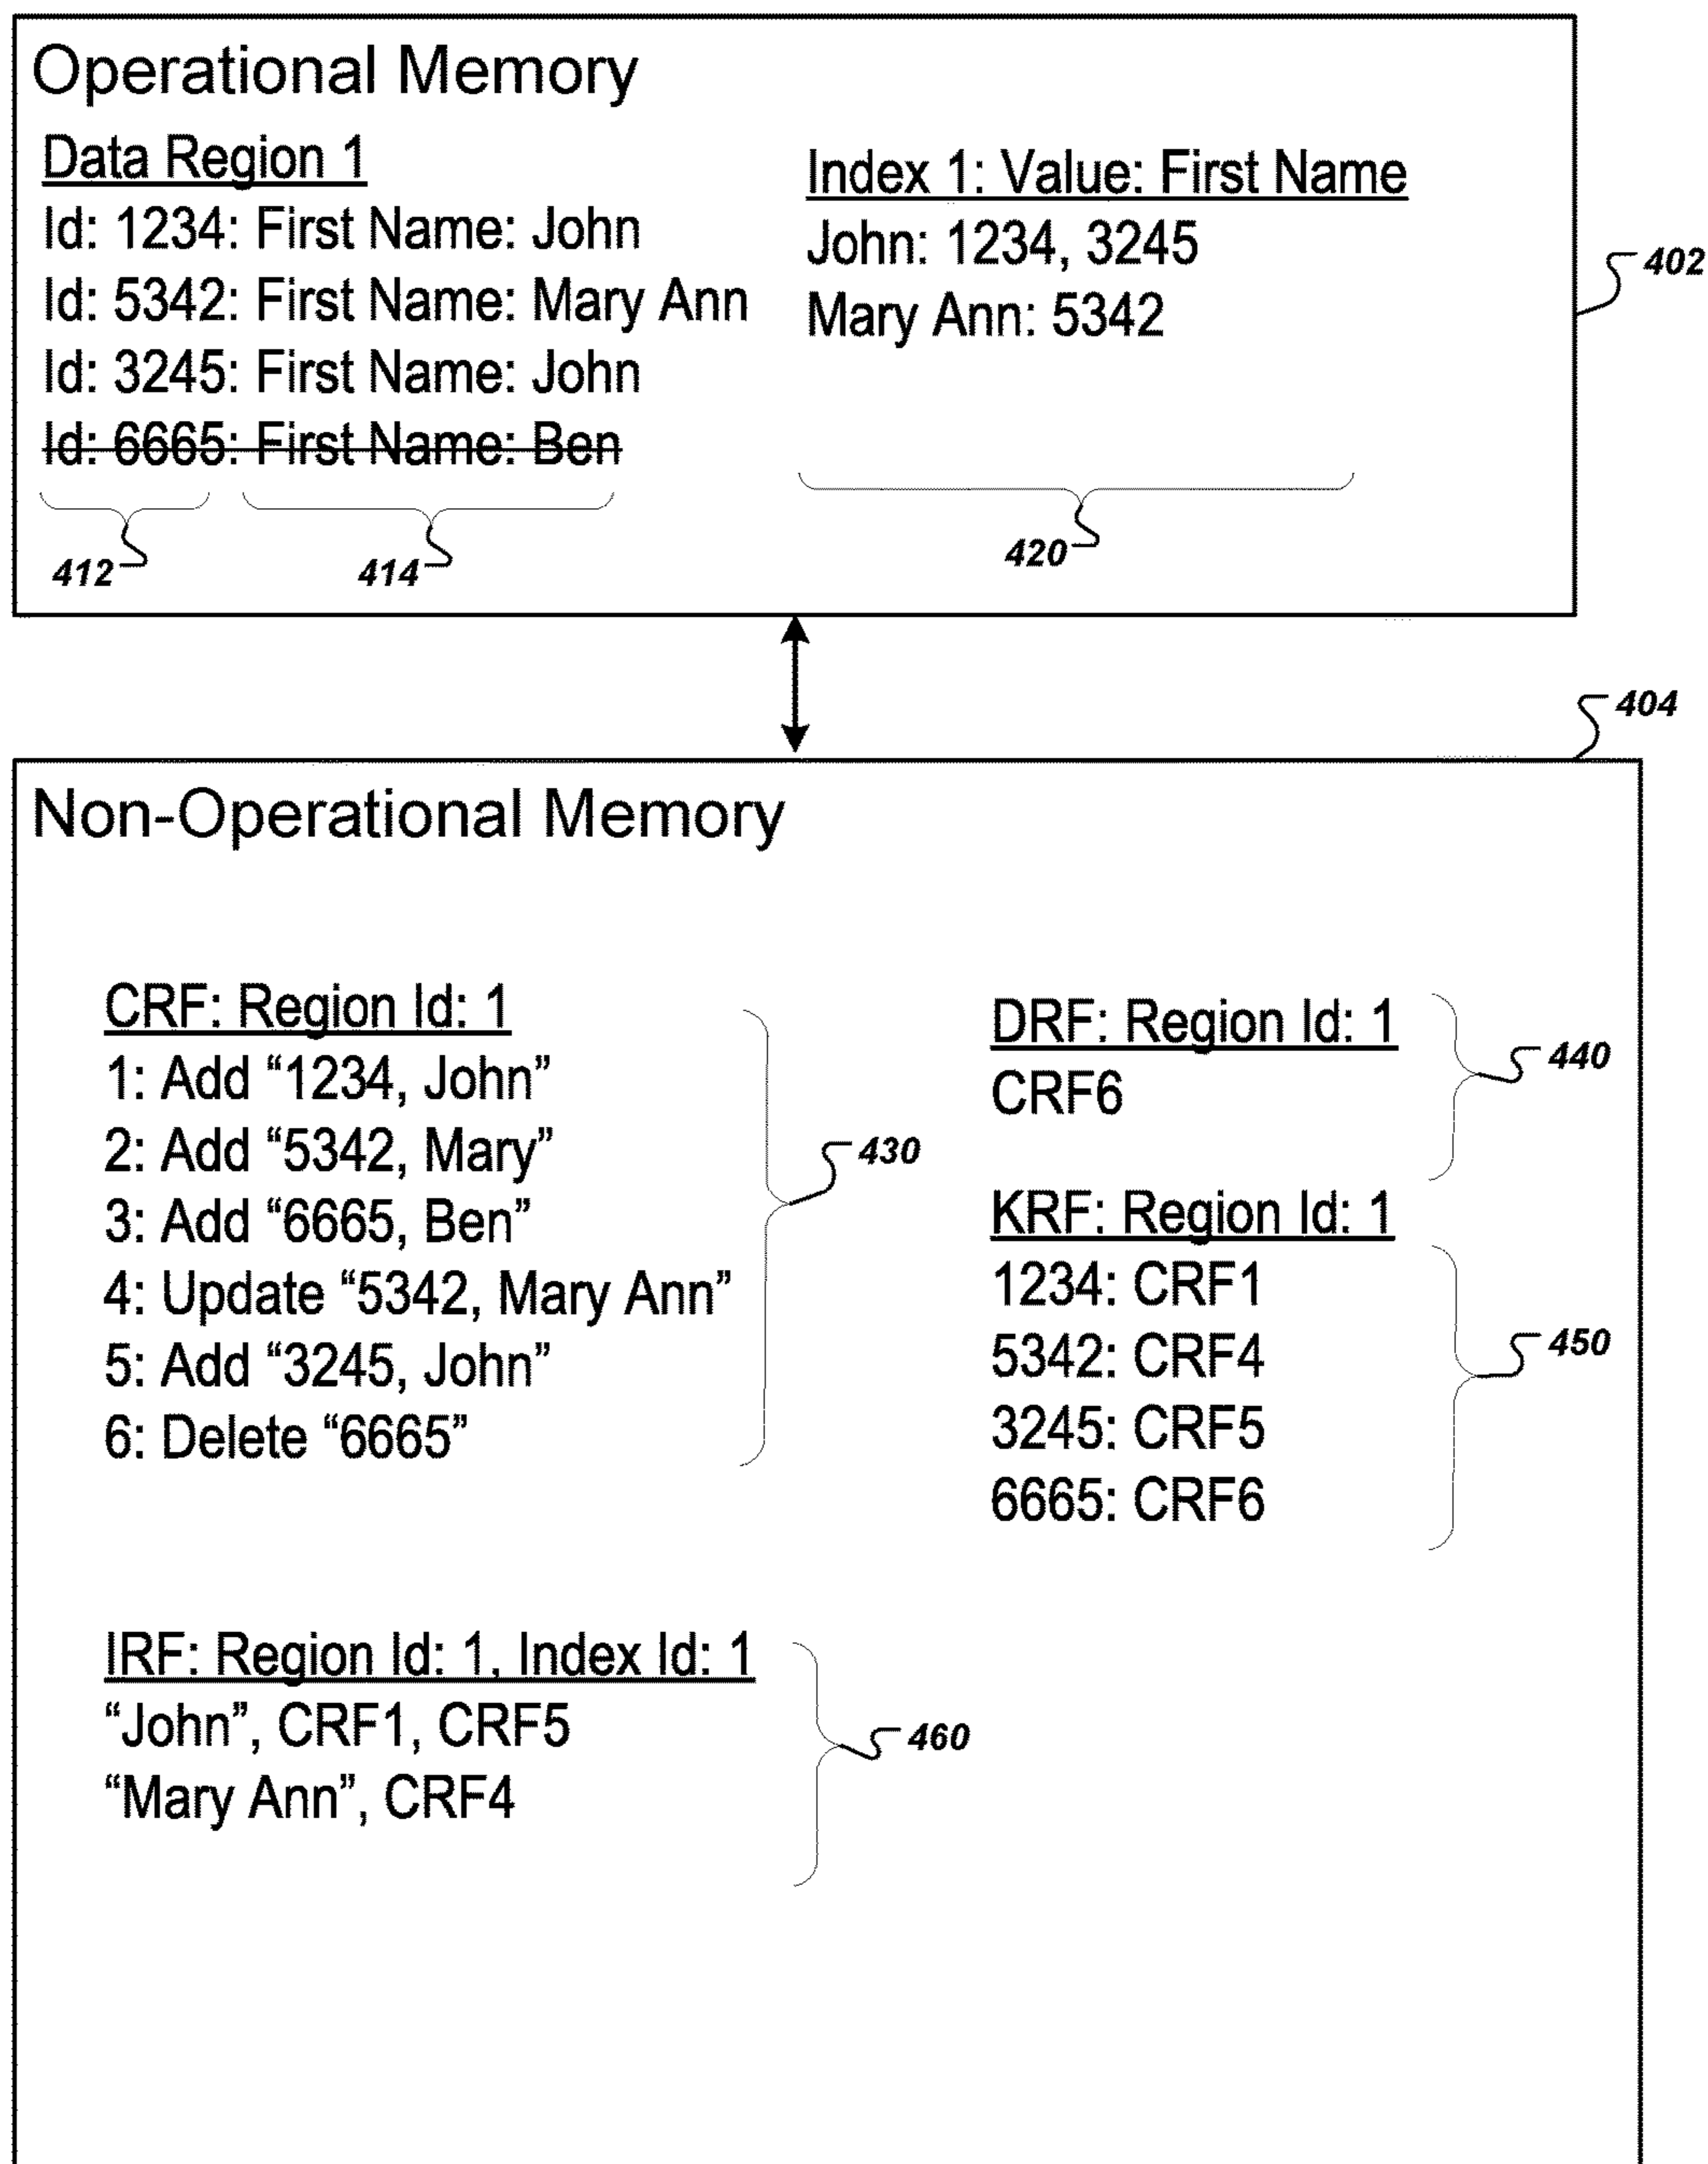 Operational Memory
Data Region 1
Id: 1234: First Name: John
Id: 5342: First Name: Mary Ann
Id: 3245: First Name: John
Id: 6665: First Name: Ben
412
414
Index 1: Value: First Name
John: 1234, 3245
Mary Ann: 5342
420
402
404
Non-Operational Memory
CRF: Region Id: 1
1: Add “1234, John”
2: Add “5342, Mary”
3: Add “6665, Ben”
4: Update “5342, Mary Ann”
5: Add “3245, John”
6: Delete “6665”
430
DRF: Region Id: 1
CRF6
440
KRF: Region Id: 1
1234: CRF1
5342: CRF4
3245: CRF5
6665: CRF6
450
IRF: Region Id: 1, Index Id: 1
“John”, CRF1, CRF5
“Mary Ann”, CRF4
460